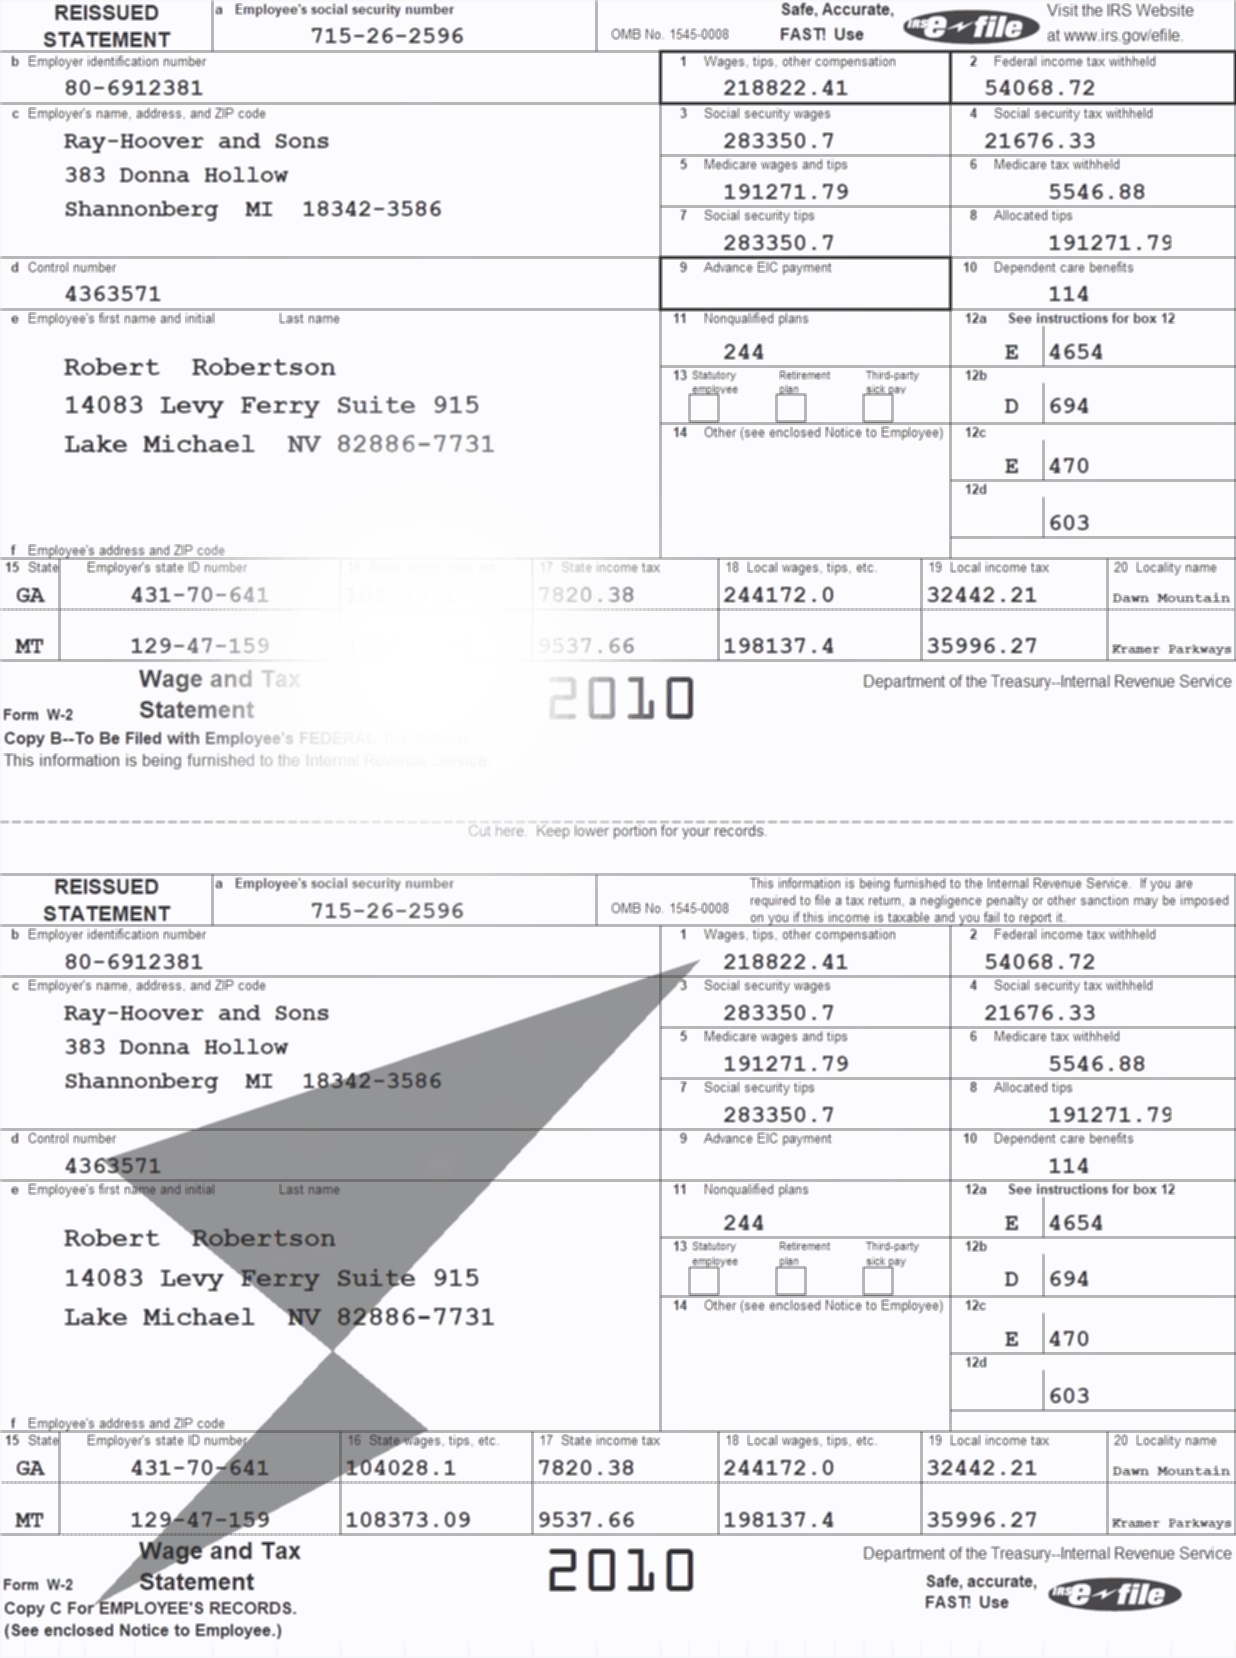 REISSUED STATEMENT
a Employee's social security number
715-26-2596
OMB No. 1545-0008
Safe, Accurate, FAST! Use
IRS e-file
Visit the IRS Website at www.irs.gov/efile.
b Employer identification number
80-6912381
1 Wages, tips, other compensation
218822.41
2 Federal income tax withheld
54068.72
c Employer's name, address, and ZIP code
Ray-Hoover and Sons
383 Donna Hollow
Shannonberg MI 18342-3586
3 Social security wages
283350.7
4 Social security tax withheld
21676.33
5 Medicare wages and tips
191271.79
6 Medicare tax withheld
5546.88
7 Social security tips
283350.7
8 Allocated tips
191271.79
d Control number
4363571
9 Advance EIC payment
10 Dependent care benefits
114
e Employee's first name and initial Last name
Robert Robertson
14083 Levy Ferry Suite 915
Lake Michael NV 82886-7731
11 Nonqualified plans
244
12a See instructions for box 12
E 4654
13 Statutory employee Retirement plan Third-party sick pay
12b
D 694
14 Other (see enclosed Notice to Employee)
12c
E 470
12d
603
f Employee's address and ZIP code
15 State Employer's state ID number 17 State income tax 18 Local wages, tips, etc. 19 Local income tax 20 Locality name
GA 431-70-641 7820.38 244172.0 32442.21 Dawn Mountain
MT 129-47-159 9537.66 198137.4 35996.27 Kramer Parkways
Form W-2 Wage and Tax Statement
2010
Department of the Treasury--Internal Revenue Service
Copy B--To Be Filed with Employee's FEDERAL
This information is being furnished to the Internal Revenue Service.
Cut here. Keep lower portion for your records.
REISSUED STATEMENT
a Employee's social security number
715-26-2596
OMB No. 1545-0008
This information is being furnished to the Internal Revenue Service. If you are
required to file a tax return, a negligence penalty or other sanction may be imposed
on you if this income is taxable and you fail to report it.
b Employer identification number
80-6912381
1 Wages, tips, other compensation
218822.41
2 Federal income tax withheld
54068.72
c Employer's name, address, and ZIP code
Ray-Hoover and Sons
383 Donna Hollow
Shannonberg MI 18342-3586
3 Social security wages
283350.7
4 Social security tax withheld
21676.33
5 Medicare wages and tips
191271.79
6 Medicare tax withheld
5546.88
7 Social security tips
283350.7
8 Allocated tips
191271.79
d Control number
4363571
9 Advance EIC payment
10 Dependent care benefits
114
e Employee's first name and initial Last name
Robert Robertson
14083 Levy Ferry Suite 915
Lake Michael NV 82886-7731
11 Nonqualified plans
244
12a See instructions for box 12
E 4654
13 Statutory employee Retirement plan Third-party sick pay
12b
D 694
14 Other (see enclosed Notice to Employee)
12c
E 470
12d
603
f Employee's address and ZIP code
15 State Employer's state ID number 16 State wages, tips, etc. 17 State income tax 18 Local wages, tips, etc. 19 Local income tax 20 Locality name
GA 431-70-641 104028.1 7820.38 244172.0 32442.21 Dawn Mountain
MT 129-47-159 108373.09 9537.66 198137.4 35996.27 Kramer Parkways
Form W-2 Wage and Tax Statement
2010
Department of the Treasury--Internal Revenue Service
Safe, accurate, FAST! Use
IRS e-file
Copy C For EMPLOYEE'S RECORDS.
(See enclosed Notice to Employee.)